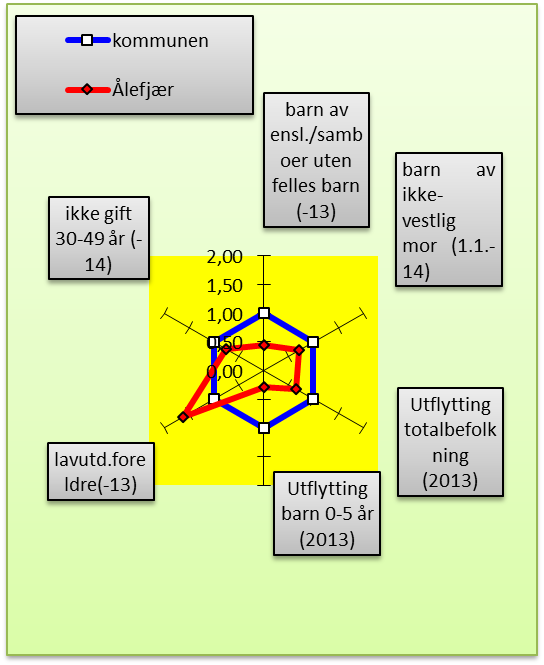 kommunen
Ålefjær
barn av
ensl./samb
oer uten
felles barn
(-13)
barn av
ikke-
vestlig
mor (1.1.-
14)
ikke gift
30-49 år (-
14)
2,00
1,50
1,00
0,50
0,00
Utflytting
totalbefolk
ning
(2013)
lavutd.fore
ldre(-13)
Utflytting
barn 0-5 år
(2013)